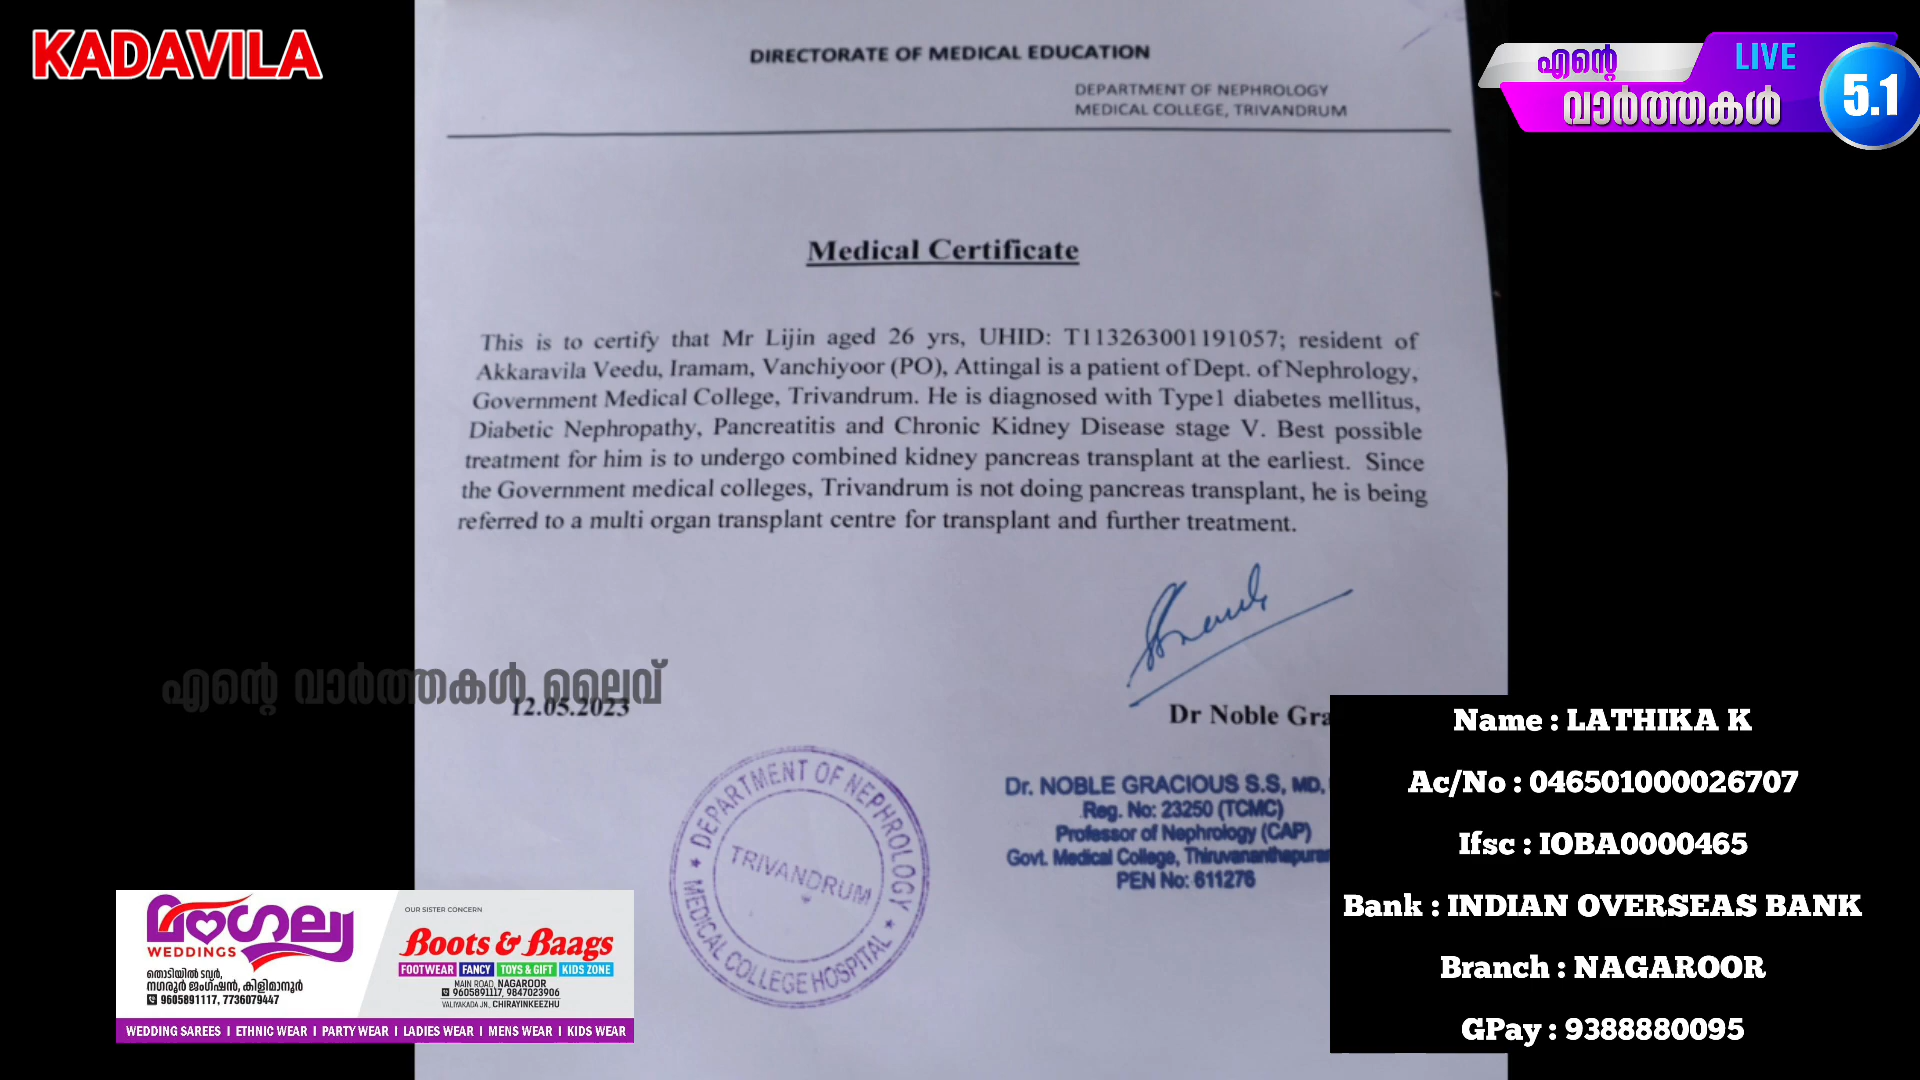 KADAVILA
എന്റെ
LIVE
വാർത്തകൾ
5.1
DIRECTORATE OF MEDICAL EDUCATION
DEPARTMENT OF NEPHROLOGY
MEDICAL COLLEGE, TRIVANDRUM
Medical Certificate
This is to certify that Mr Lijin aged 26 yrs, UHID: T113263001191057; resident of
Akkaravila Veedu, Iramam, Vanchiyoor (PO), Attingal is a patient of Dept. of Nephrology,
Government Medical College, Trivandrum. He is diagnosed with Type1 diabetes mellitus,
Diabetic Nephropathy, Pancreatitis and Chronic Kidney Disease stage V. Best possible
treatment for him is to undergo combined kidney pancreas transplant at the earliest. Since
the Government medical colleges, Trivandrum is not doing pancreas transplant, he is being
referred to a multi organ transplant centre for transplant and further treatment.
എന്റെ വാർത്തകൾ ലൈവ്
12.05.2023
Dr Noble Gra
Dr. NOBLE GRACIOUS S.S, MD,
Reg. No: 23250 (TCMC)
Professor of Nephrology (CAP)
Govt. Medical College, Thiruvananthapuram
PEN No: 611276
DEPARTMENT OF NEPHROLOGY
TRIVANDRUM
MEDICAL COLLEGE HOSPITAL
Name : LATHIKA K
Ac/No : 046501000026707
Ifsc : IOBA0000465
Bank : INDIAN OVERSEAS BANK
Branch : NAGAROOR
GPay : 9388880095
മംഗല്യ
WEDDINGS
തൊടിയിൽ ടവർ,
നഗരൂർ ജംഗ്ഷൻ, കിളിമാനൂർ
9605891117, 7736079447
OUR SISTER CONCERN
Boots & Baags
FOOTWEAR FANCY TOYS & GIFT KIDS ZONE
MAIN ROAD, NAGAROOR
9605891117, 9847023906
VALIYAKADA JN., CHIRAYINKEEZHU
WEDDING SAREES I ETHNIC WEAR I PARTY WEAR I LADIES WEAR I MENS WEAR I KIDS WEAR